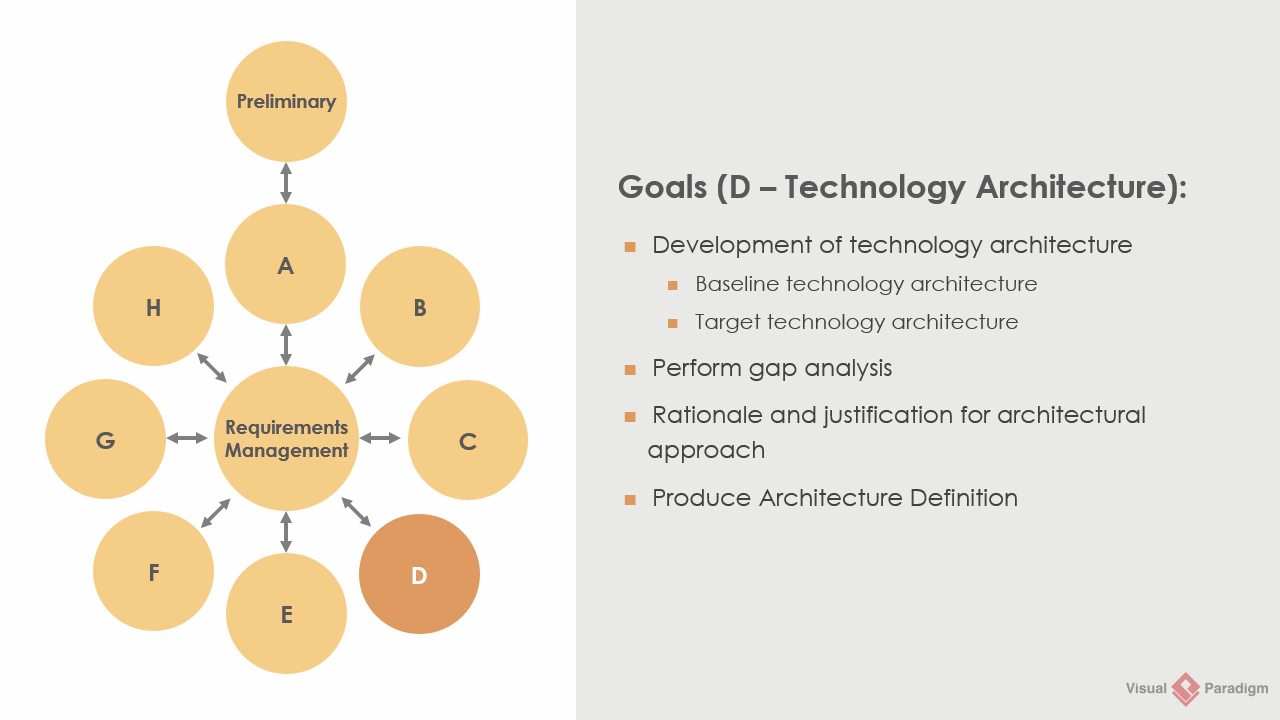 Preliminary
A
H
B
Requirements
Management
G
C
F
D
E
Goals (D – Technology Architecture):
Development of technology architecture
Baseline technology architecture
Target technology architecture
Perform gap analysis
Rationale and justification for architectural
approach
Produce Architecture Definition
Visual Paradigm